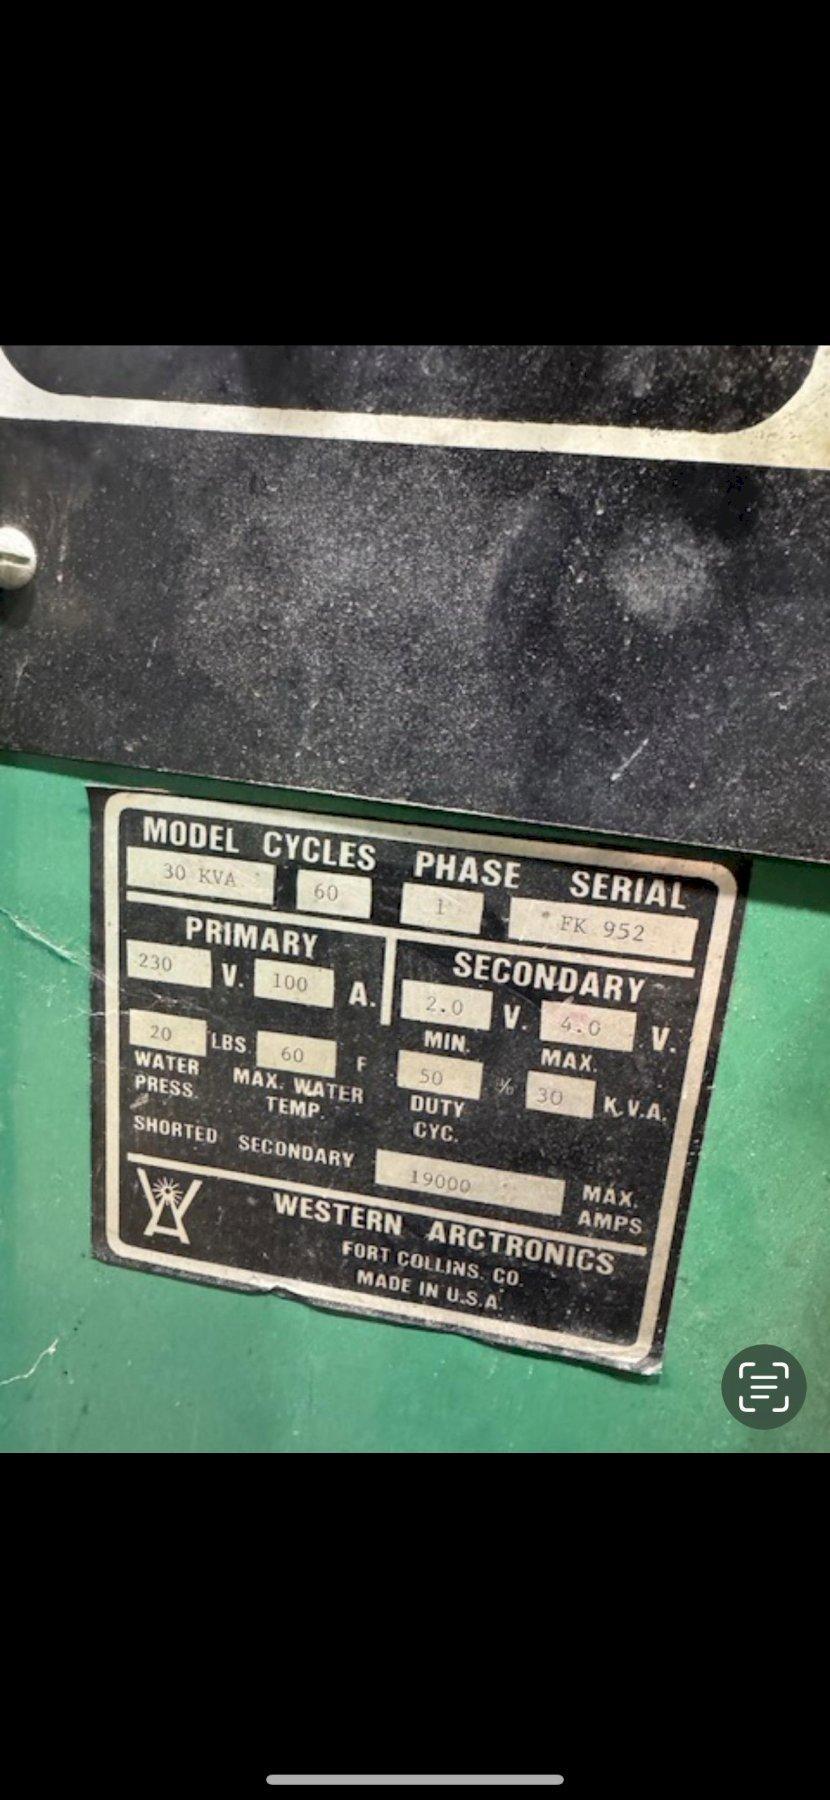 MODEL CYCLES PHASE SERIAL
30 KVA 60 1 FK 952
PRIMARY SECONDARY
230 V. 100 A. 2.0 V. 4.0 V.
MIN. MAX.
20 LBS. 60 F 50 % 30 K.V.A.
WATER PRESS. MAX. WATER TEMP. DUTY CYC.
SHORTED SECONDARY 19000 MAX. AMPS
WESTERN ARCTRONICS
FORT COLLINS, CO.
MADE IN U.S.A.